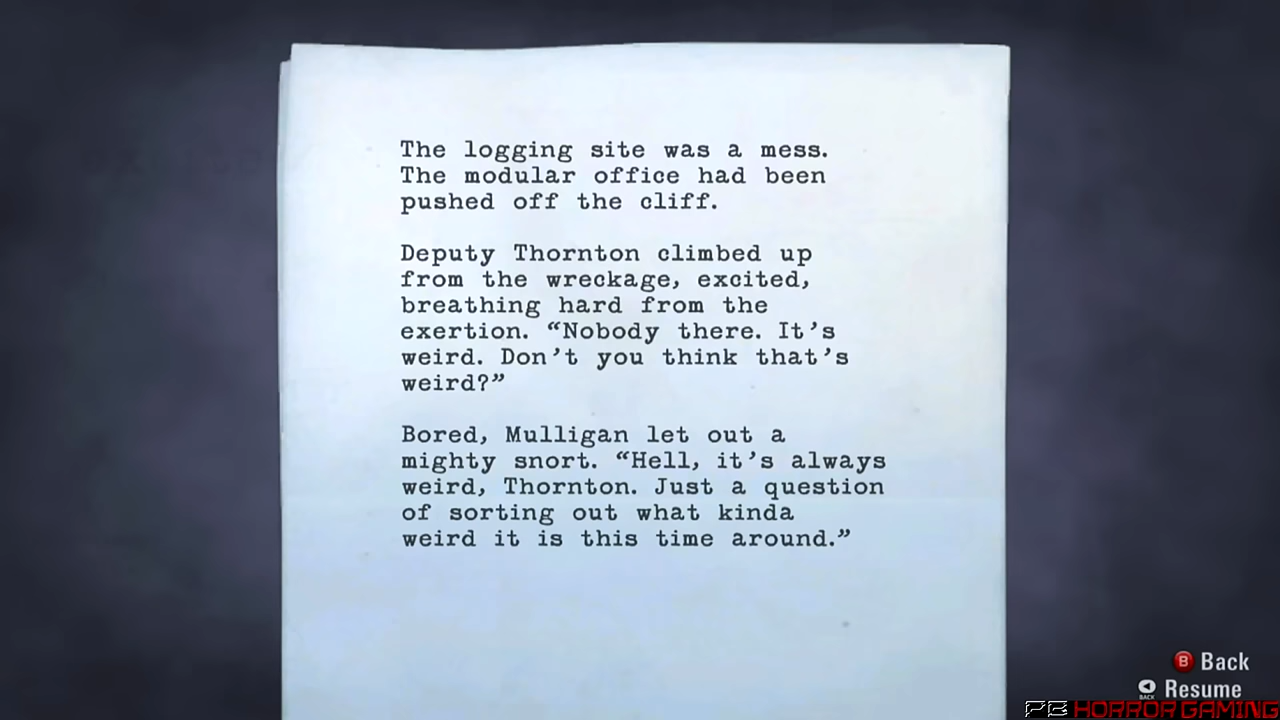 The logging site was a mess.
The modular office had been
pushed off the cliff.
Deputy Thornton climbed up
from the wreckage, excited,
breathing hard from the
exertion. “Nobody there. It’s
weird. Don’t you think that’s
weird?”
Bored, Mulligan let out a
mighty snort. “Hell, it’s always
weird, Thornton. Just a question
of sorting out what kinda
weird it is this time around.”
B Back
BACK Resume
PE HORROR GAMING